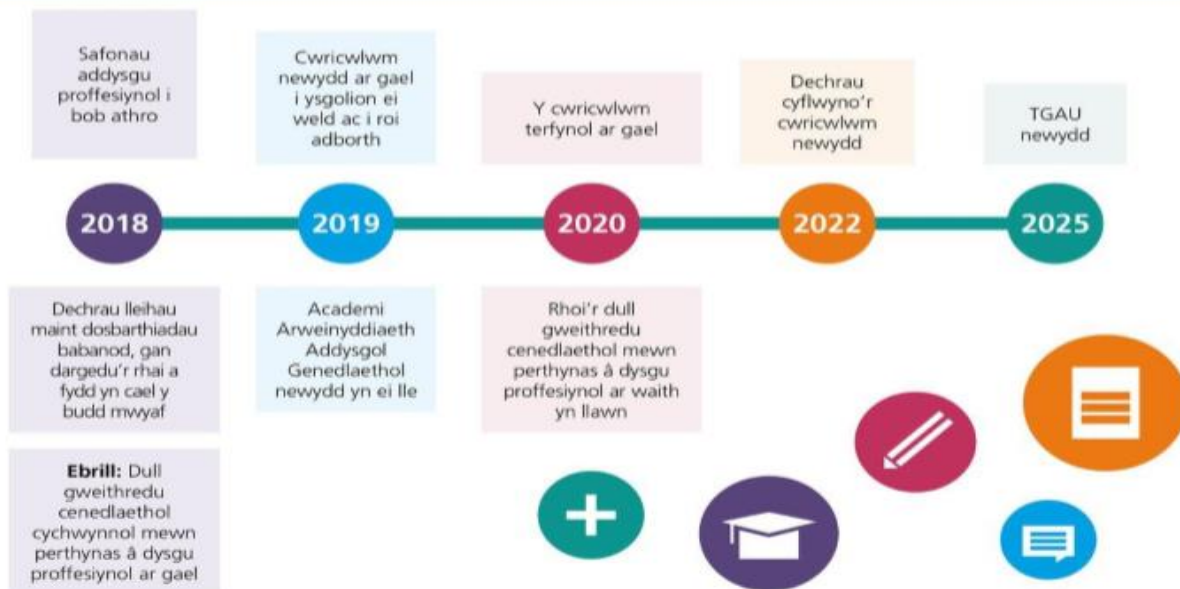 Safonau
addysgu
proffesiynol i
bob athro
Cwricwlwm
newydd ar gael
i ysgolion ei
weld ac i roi
adborth
Y cwricwlwm
terfynol ar gael
Dechrau
cyflwyno'r
cwricwlwm
newydd
TGAU
newydd
2018
2019
2020
2022
2025
Dechrau lleihau
maint dosbarthiadau
babanod, gan
dargedu'r rhai a
fydd yn cael y
budd mwyaf
Academi
Arweinyddiaeth
Addysgol
Genedlaethol
newydd yn ei lle
Rhoi'r dull
gweithredu
cenedlaethol mewn
perthynas â dysgu
proffesiynol ar waith
yn llawn
Ebrill: Dull
gweithredu
cenedlaethol
cychwynnol mewn
perthynas â dysgu
proffesiynol ar gael